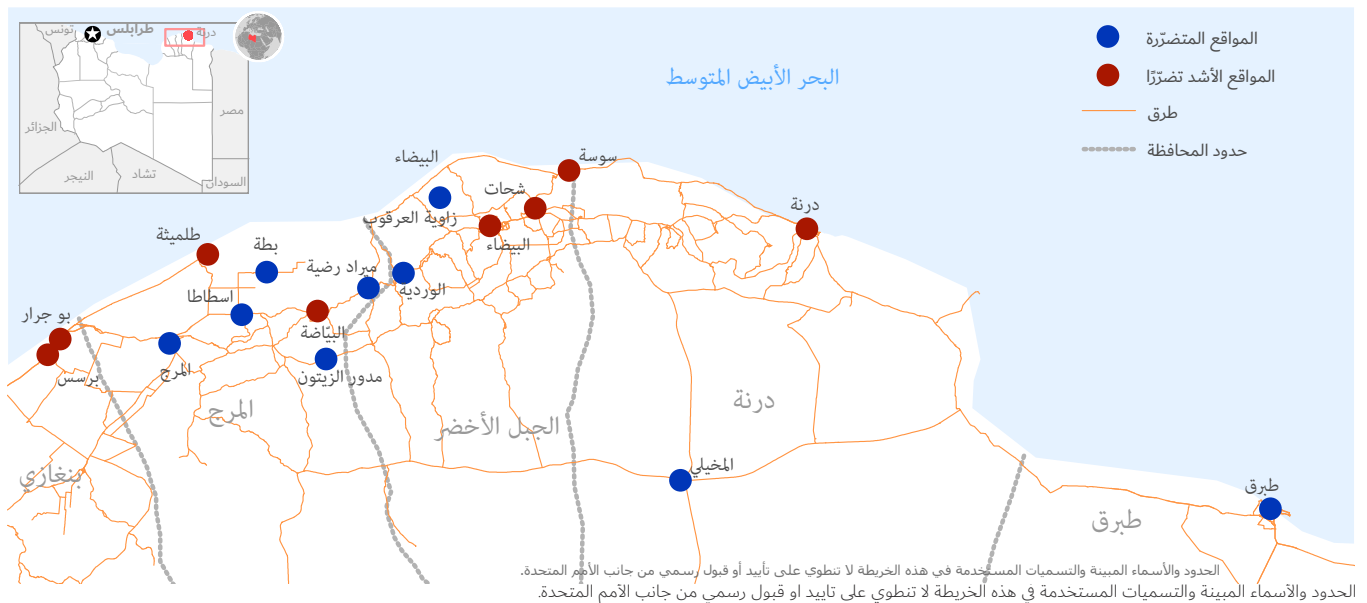 المواقع المتضرّرة
المواقع الأشد تضرّرًا
طرق
حدود المحافظة
تونس
طرابلس
درنة
مصر
الجزائر
النيجر
تشاد
السودان
البحر الأبيض المتوسط
سوسة
البيضاء
شحات
زاوية العرقوب
البيضاء
درنة
طلميثة
بطة
ميراد رضية
الوردية
اسطاطا
بو جرار
البيّاضة
برسس
المرج
مدور الزيتون
المرج
الجبل الأخضر
درنة
بنغازي
المخيلي
طبرق
طبرق
الحدود والأسماء المبينة والتسميات المستخدمة في هذه الخريطة لا تنطوي على تأييد أو قبول رسمي من جانب الأمم المتحدة.
الحدود والأسماء المبينة والتسميات المستخدمة في هذه الخريطة لا تنطوي على تاييد او قبول رسمي من جانب الأمم المتحدة.